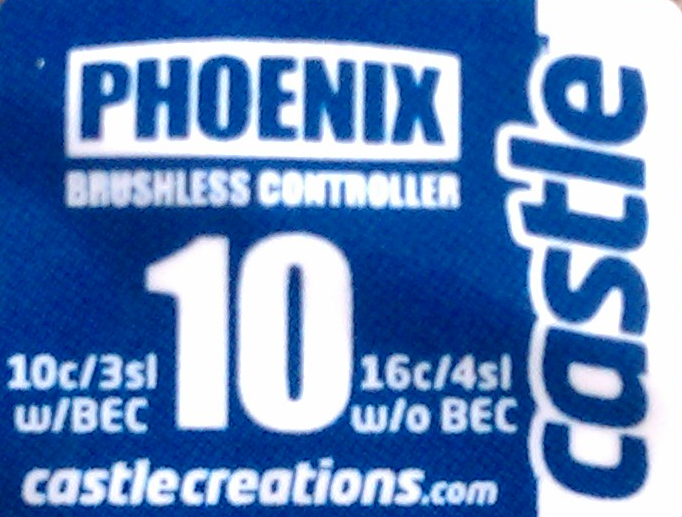 PHOENIX
BRUSHLESS CONTROLLER
10
10c/3sl
w/BEC
16c/4sl
w/o BEC
castlecreations.com
castle